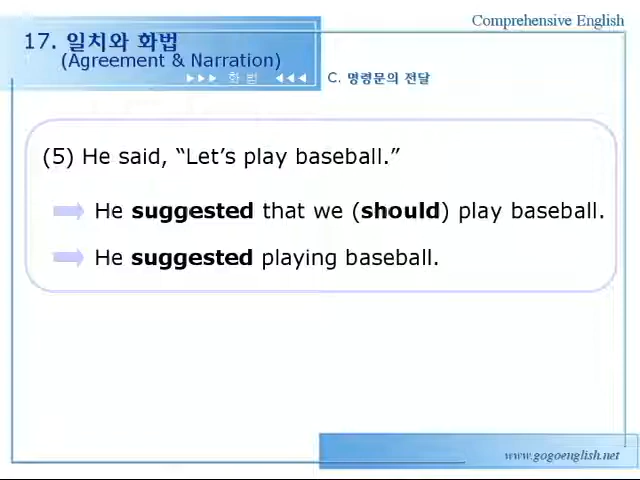 Comprehensive English
17. 일치와 화법
(Agreement & Narration)
▶▶▶ 화 법 ◀◀◀
C. 명령문의 전달
(5) He said, “Let’s play baseball.”
He suggested that we (should) play baseball.
He suggested playing baseball.
www.gogoenglish.net